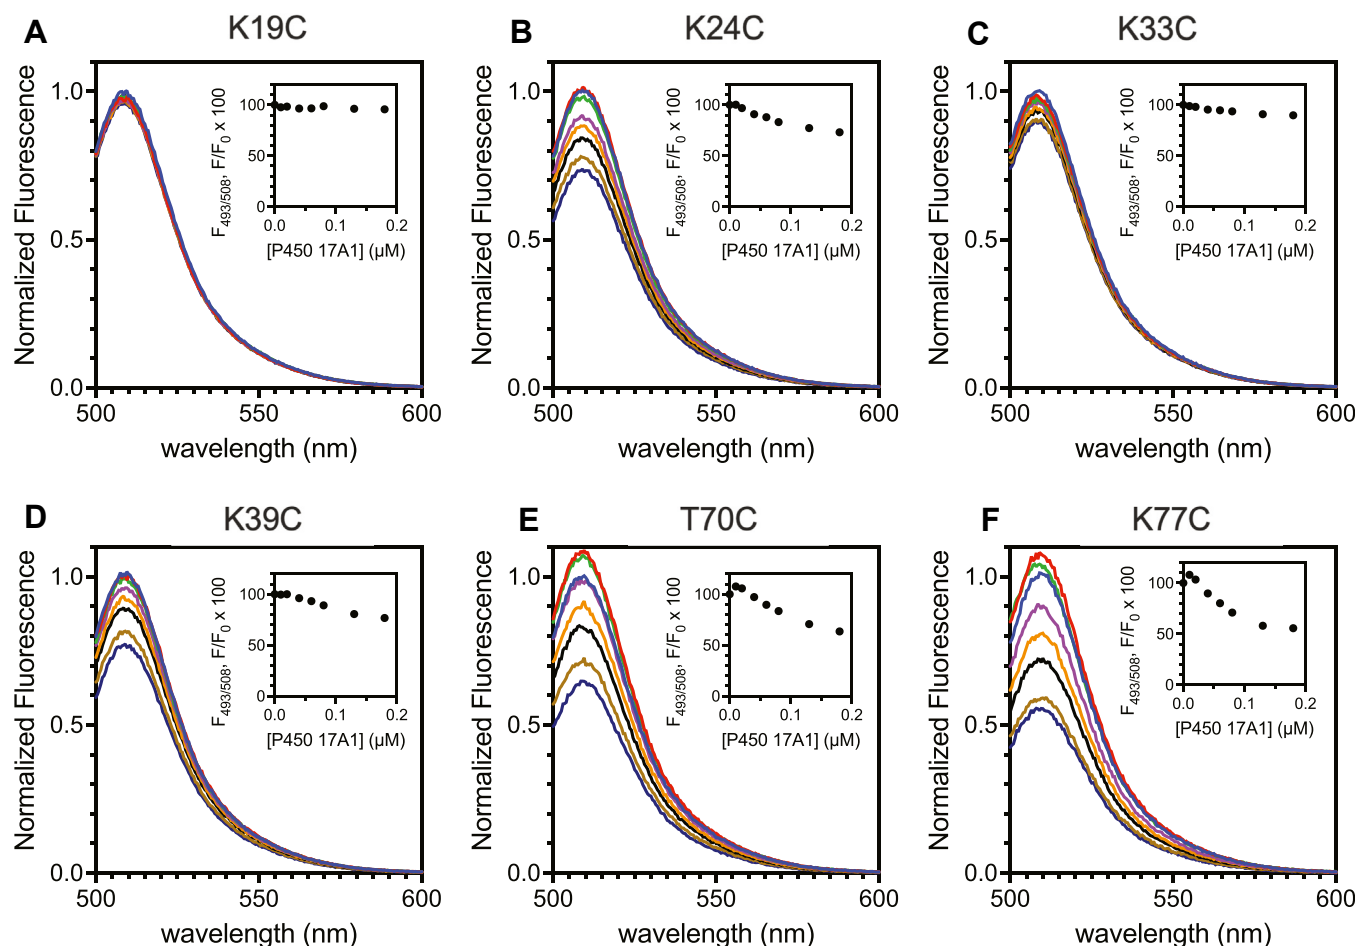 A K19C
Normalized Fluorescence
1.0
0.5
0.0
500 550 600
wavelength (nm)
F493/508, F/F0 x 100
100
50
0
0.0 0.1 0.2
[P450 17A1] (µM)
B K24C
Normalized Fluorescence
1.0
0.5
0.0
500 550 600
wavelength (nm)
F493/508, F/F0 x 100
100
50
0
0.0 0.1 0.2
[P450 17A1] (µM)
C K33C
Normalized Fluorescence
1.0
0.5
0.0
500 550 600
wavelength (nm)
F493/508, F/F0 x 100
100
50
0
0.0 0.1 0.2
[P450 17A1] (µM)
D K39C
Normalized Fluorescence
1.0
0.5
0.0
500 550 600
wavelength (nm)
F493/508, F/F0 x 100
100
50
0
0.0 0.1 0.2
[P450 17A1] (µM)
E T70C
Normalized Fluorescence
1.0
0.5
0.0
500 550 600
wavelength (nm)
F493/508, F/F0 x 100
100
50
0
0.0 0.1 0.2
[P450 17A1] (µM)
F K77C
Normalized Fluorescence
1.0
0.5
0.0
500 550 600
wavelength (nm)
F493/508, F/F0 x 100
100
50
0
0.0 0.1 0.2
[P450 17A1] (µM)